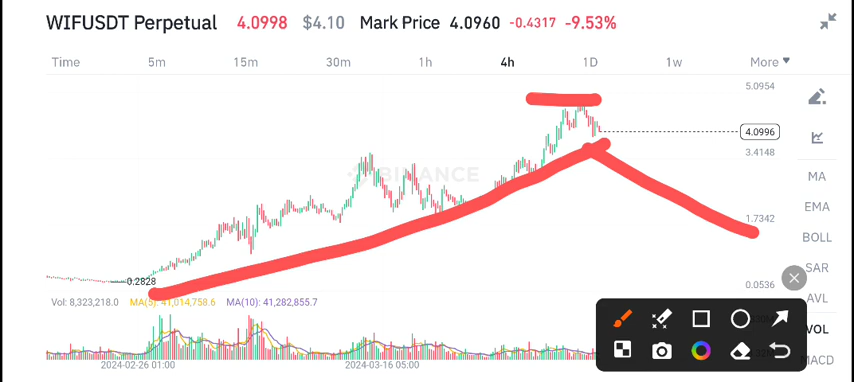 WIFUSDT Perpetual 4.0998 $4.10 Mark Price 4.0960 -0.4317 -9.53%
Time 5m 15m 30m 1h 4h 1D 1w More
5.0954
4.0996
3.4148
BINANCE
MA
EMA
1.7342
BOLL
SAR
0.2828
0.0536
AVL
Vol: 8,323,218.0 MA(5): 41,014,758.6 MA(10): 41,282,855.7
VOL
MACD
2024-02-26 01:00 2024-03-16 05:00